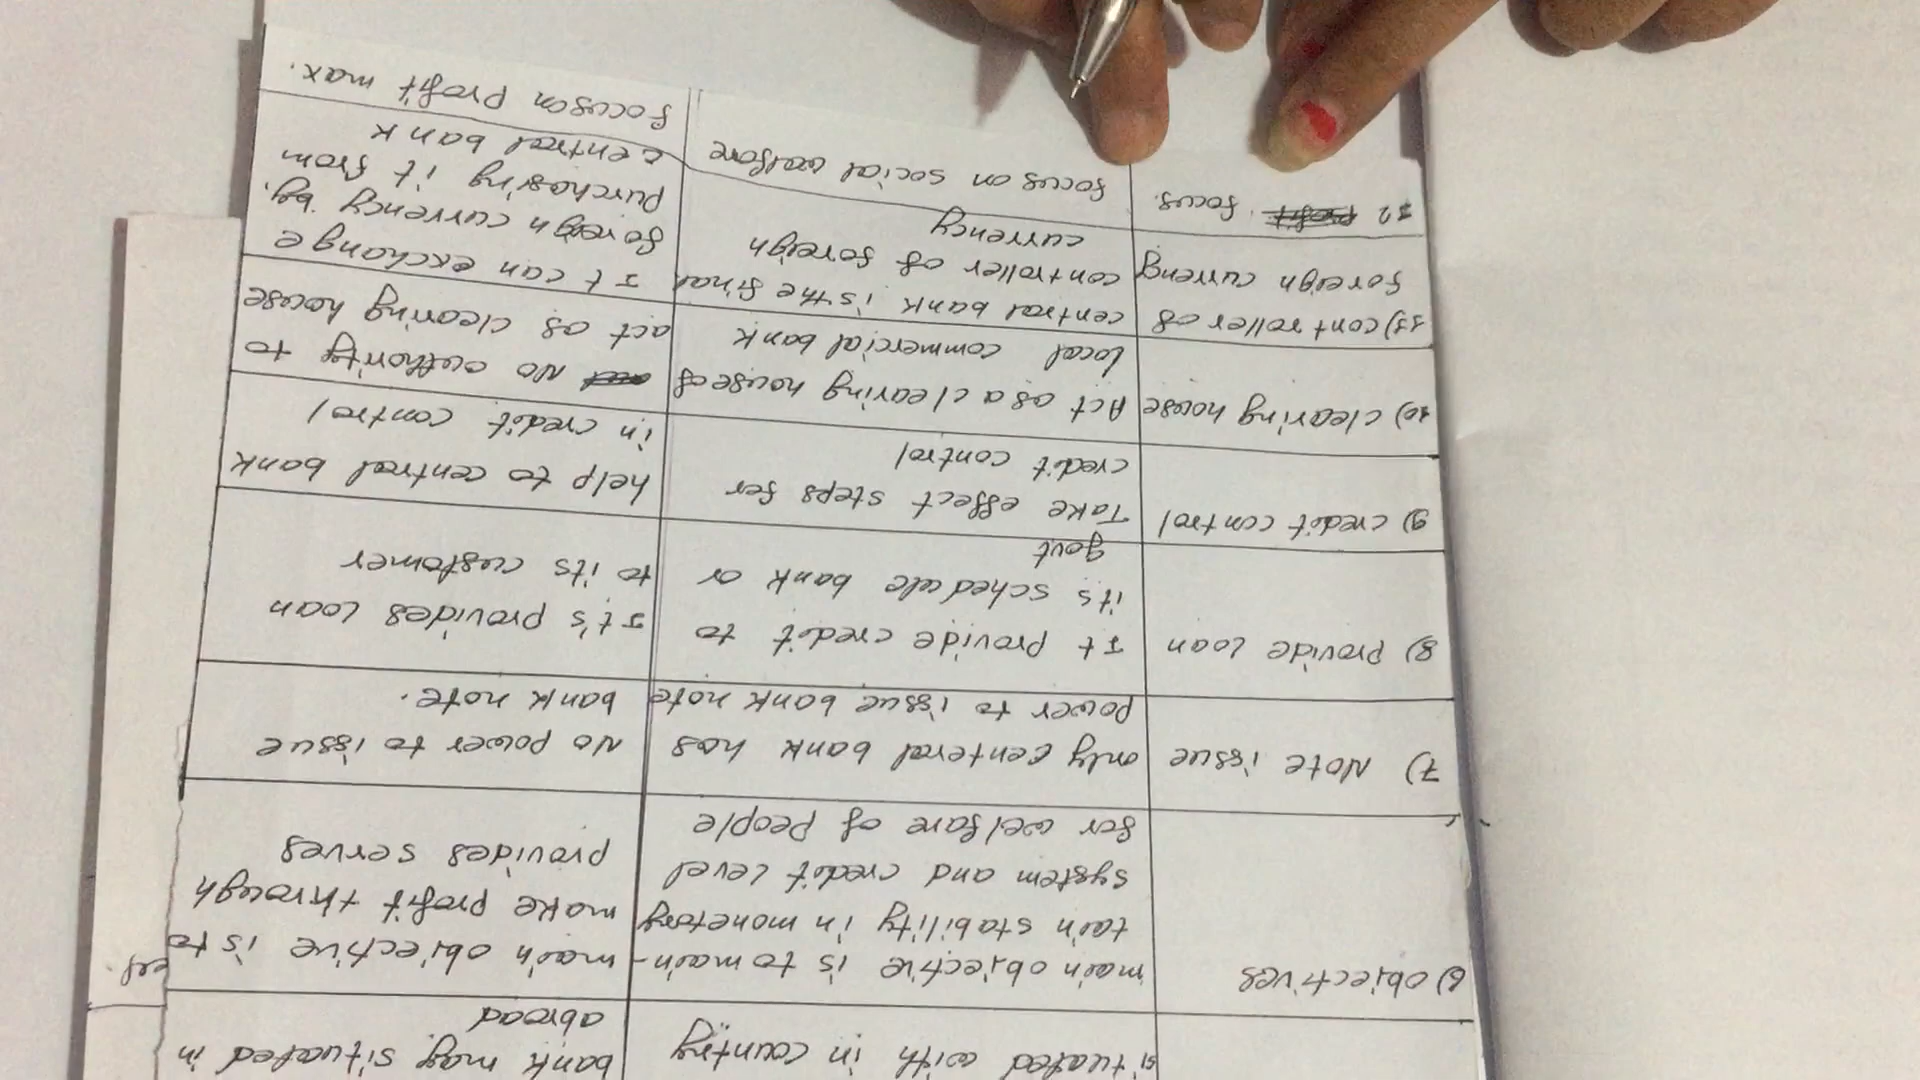 situated with in country
bank may situated in
abroad
6) objectives
main objective is to main-
tain stability in monetory
system and credit level
for welfare of people
main objective is to
make profit through
provides serves
7) Note issue
only centeral bank has
power to issue bank note
No power to issue
bank note.
8) provide loan
It provide credit to
it's schedule bank or
govt
It's provides loan
to its customer
9) credit control
Take effect steps for
credit control
help to central bank
in credit control
10) clearing house
Act as a clearing house of
local commercial bank
No authority to
act as clearing house
11) controller of
foreign curreng
central bank is the final
controller of foreigh
currency
It can exchange
foreign currency by.
purchasing it from
central bank
12 focus.
focus on social welfare
focus on profit max.